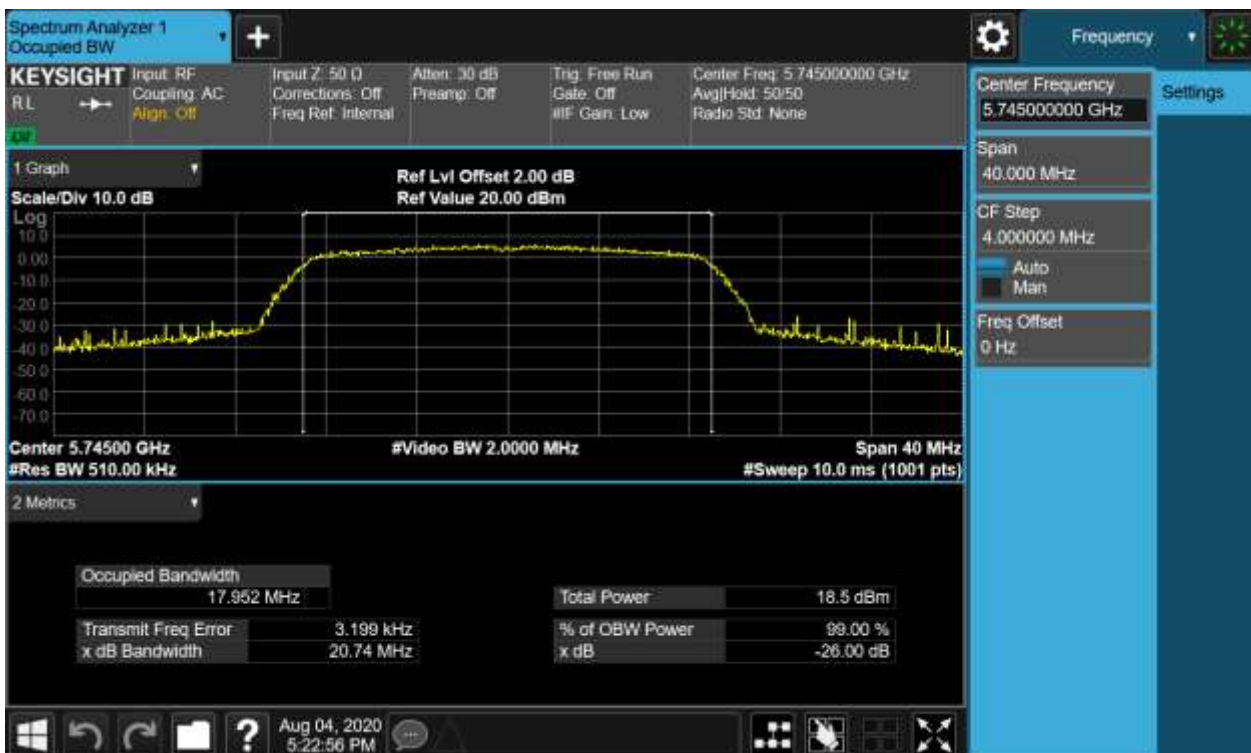 Spectrum Analyzer 1
Occupied BW
+
Frequency
KEYSIGHT
RL
Input: RF
Coupling: AC
Align: Off
Input Z: 50 Ω
Corrections: Off
Freq Ref: Internal
Atten: 30 dB
Preamp: Off
Trig: Free Run
Gate: Off
#IF Gain: Low
Center Freq: 5.745000000 GHz
Avg|Hold: 50/50
Radio Std: None
Center Frequency
5.745000000 GHz
Settings
Span
40.000 MHz
CF Step
4.000000 MHz
Auto
Man
Freq Offset
0 Hz
1 Graph
Scale/Div 10.0 dB
Ref Lvl Offset 2.00 dB
Ref Value 20.00 dBm
Log
10.0
0.00
-10.0
-20.0
-30.0
-40.0
-50.0
-60.0
-70.0
Center 5.74500 GHz
#Video BW 2.0000 MHz
Span 40 MHz
#Res BW 510.00 kHz
#Sweep 10.0 ms (1001 pts)
2 Metrics
Occupied Bandwidth
17.952 MHz
Total Power 18.5 dBm
Transmit Freq Error 3.199 kHz
% of OBW Power 99.00 %
x dB Bandwidth 20.74 MHz
x dB -26.00 dB
?
Aug 04, 2020
5:22:56 PM